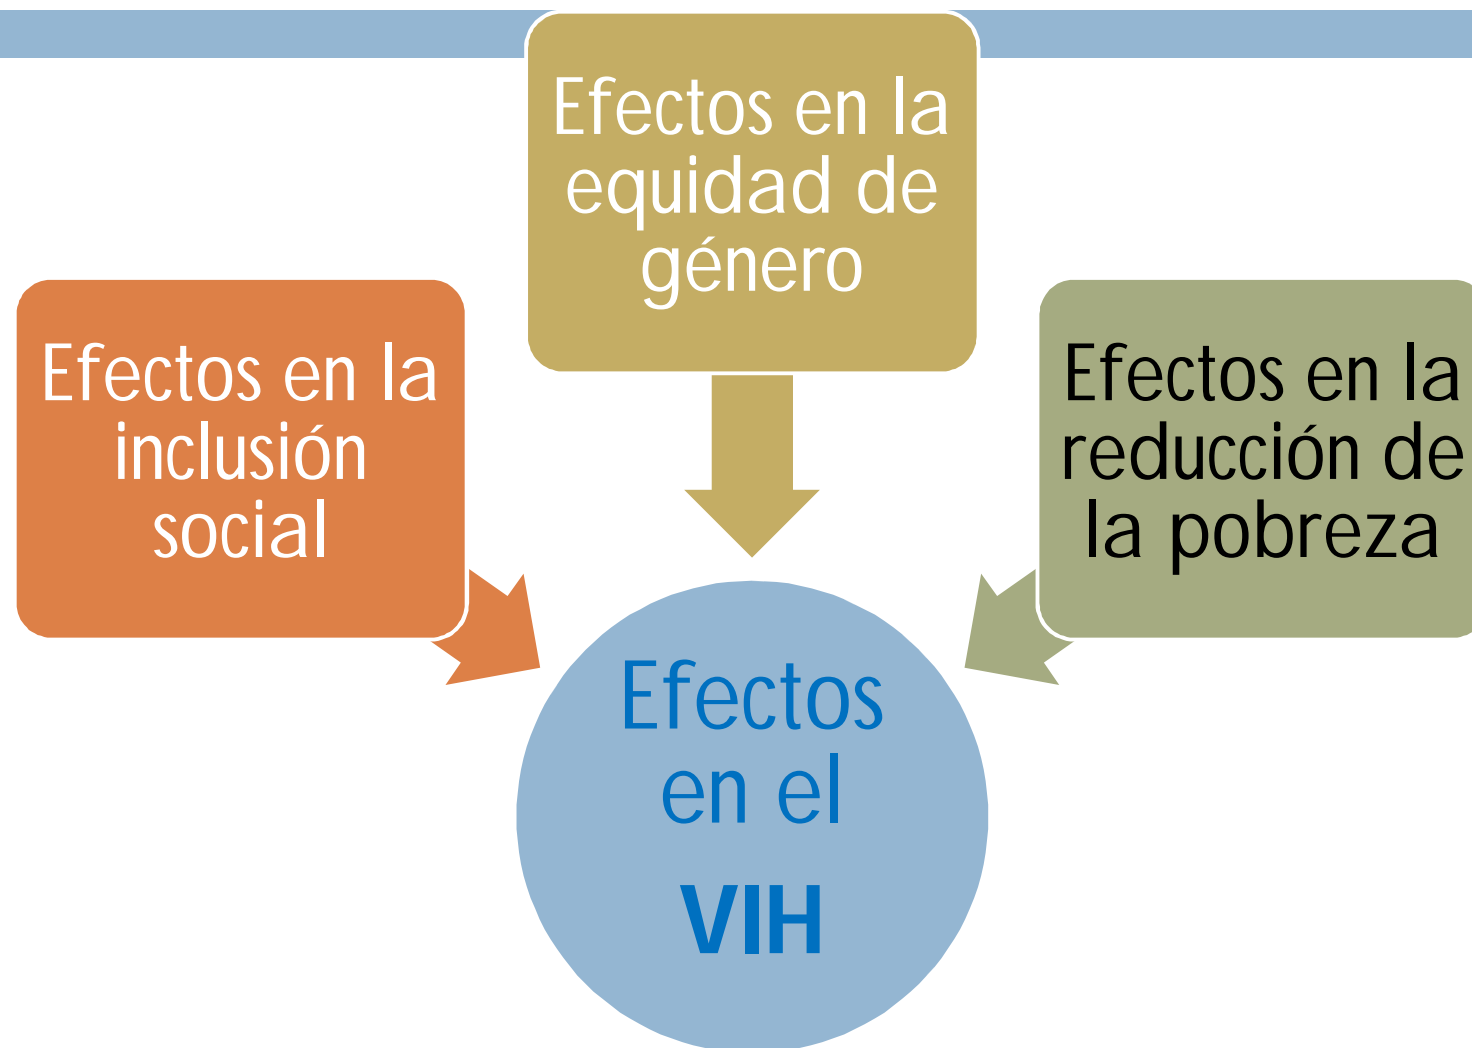 Efectos en la
equidad de
género
Efectos en la
inclusión
social
Efectos en la
reducción de
la pobreza
Efectos
en el
VIH